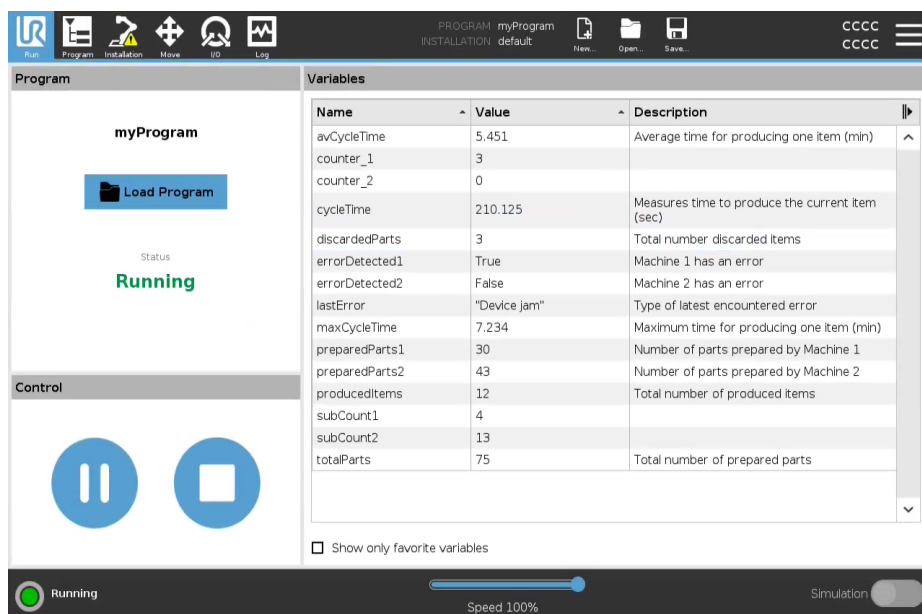 UR
PROGRAM myProgram
INSTALLATION default
Run Program Installation Move I/O Log New... Open... Save...
CCCC
CCCC
Program
myProgram
Load Program
Status
Running
Control
Variables
Name Value Description
avCycleTime 5.451 Average time for producing one item (min)
counter_1 3
counter_2 0
cycleTime 210.125 Measures time to produce the current item
(sec)
discardedParts 3 Total number discarded items
errorDetected1 True Machine 1 has an error
errorDetected2 False Machine 2 has an error
lastError "Device jam" Type of latest encountered error
maxCycleTime 7.234 Maximum time for producing one item (min)
preparedParts1 30 Number of parts prepared by Machine 1
preparedParts2 43 Number of parts prepared by Machine 2
producedItems 12 Total number of produced items
subCount1 4
subCount2 13
totalParts 75 Total number of prepared parts
Show only favorite variables
Running
Speed 100%
Simulation